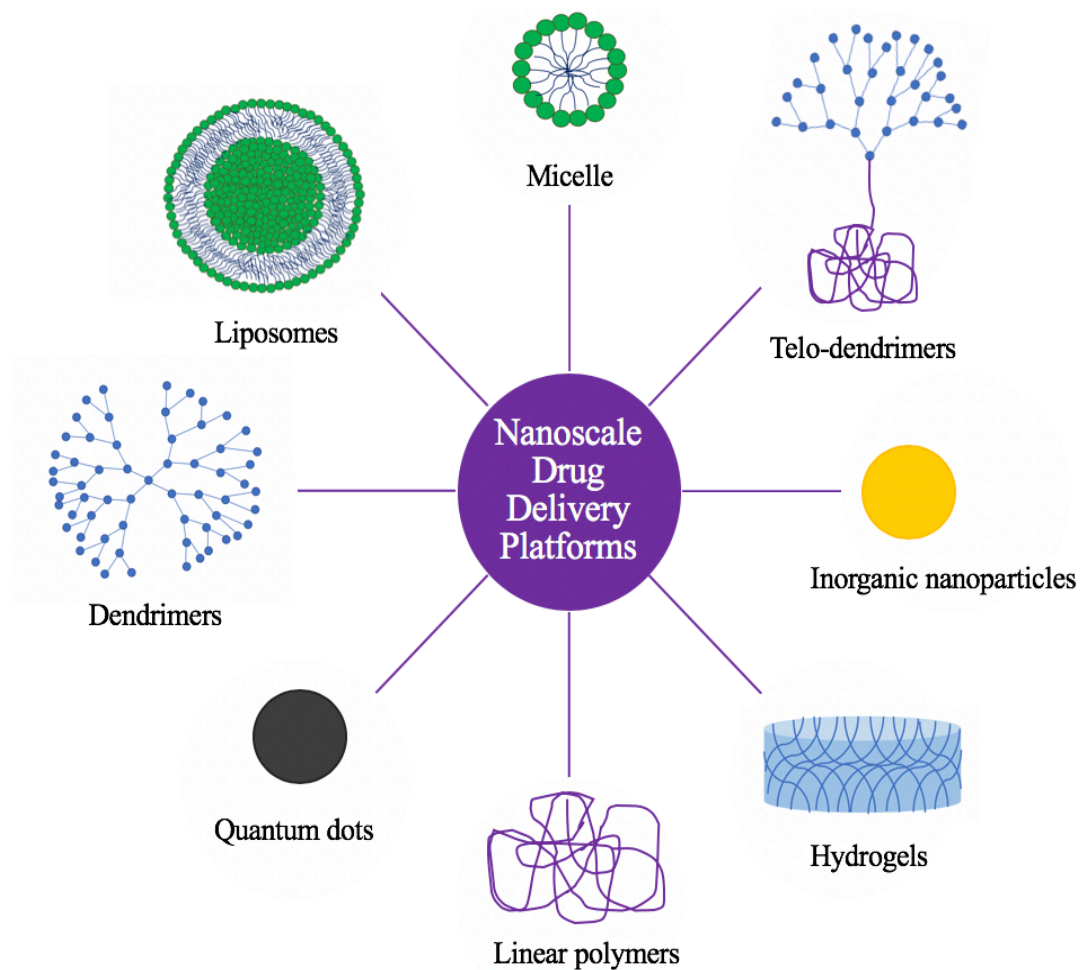 Micelle
Liposomes
Telo-dendrimers
Nanoscale
Drug
Delivery
Platforms
Inorganic nanoparticles
Dendrimers
Quantum dots
Hydrogels
Linear polymers